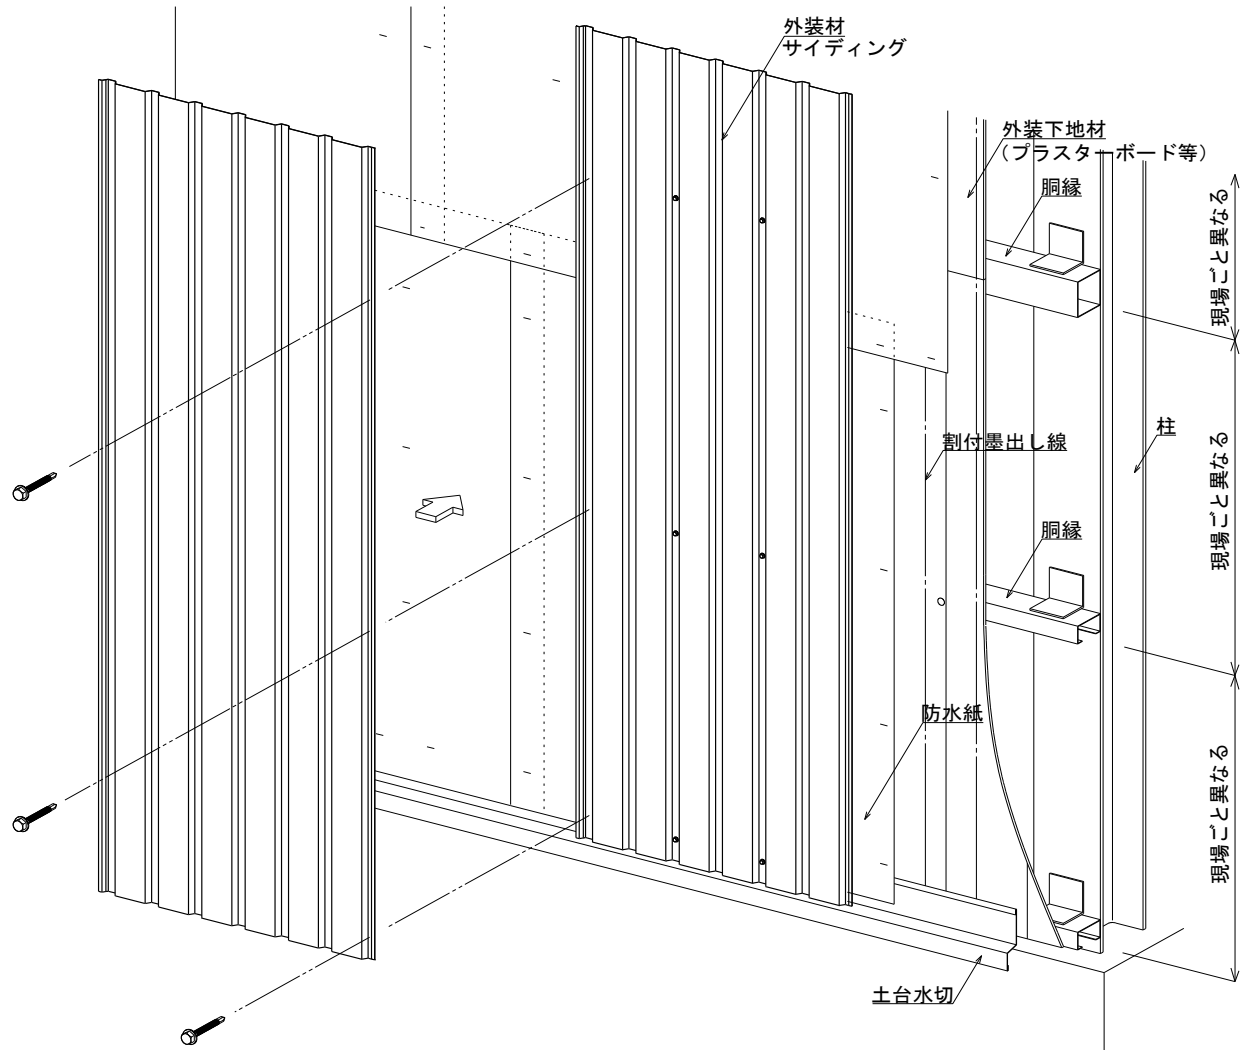 外装材
サイディング
外装下地材
（プラスターボード等）
胴縁
現場ごと異なる
柱
割付墨出し線
現場ごと異なる
胴縁
防水紙
現場ごと異なる
土台水切